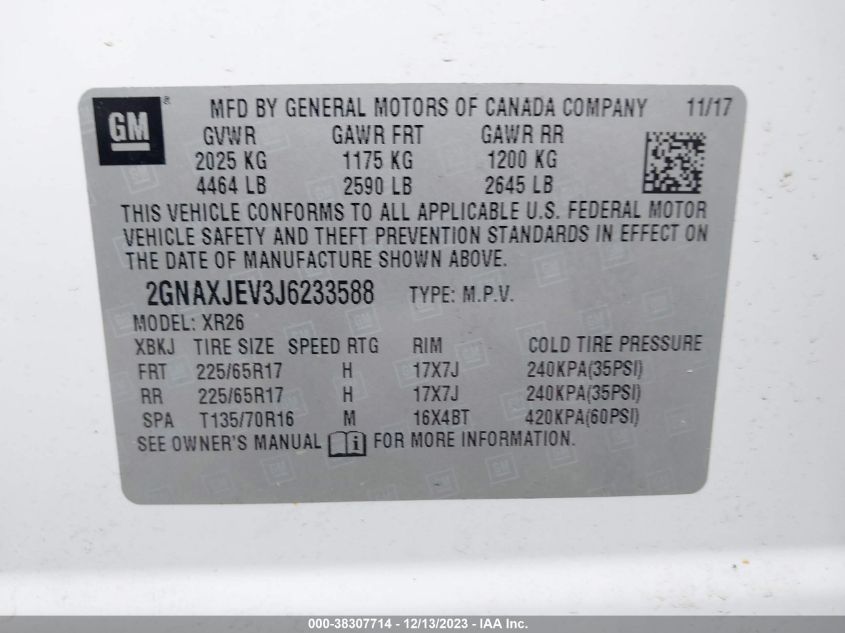 GM ® MFD BY GENERAL MOTORS OF CANADA COMPANY 11/17
GVWR GAWR FRT GAWR RR
2025 KG 1175 KG 1200 KG
4464 LB 2590 LB 2645 LB
THIS VEHICLE CONFORMS TO ALL APPLICABLE U.S. FEDERAL MOTOR
VEHICLE SAFETY AND THEFT PREVENTION STANDARDS IN EFFECT ON
THE DATE OF MANUFACTURE SHOWN ABOVE.
2GNAXJEV3J6233588 TYPE: M.P.V.
MODEL: XR26
XBKJ TIRE SIZE SPEED RTG RIM COLD TIRE PRESSURE
FRT 225/65R17 H 17X7J 240KPA(35PSI)
RR 225/65R17 H 17X7J 240KPA(35PSI)
SPA T135/70R16 M 16X4BT 420KPA(60PSI)
SEE OWNER'S MANUAL i FOR MORE INFORMATION.
000-38307714 - 12/13/2023 - IAA Inc.